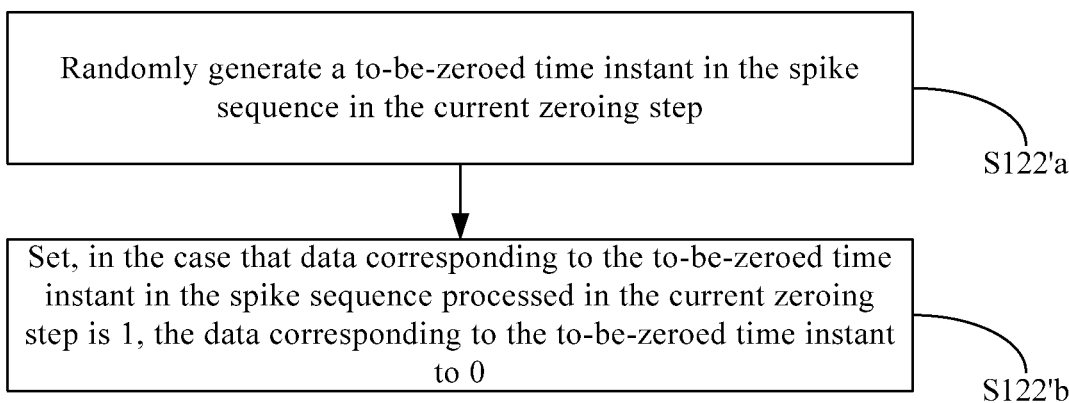 Randomly generate a to-be-zeroed time instant in the spike
sequence in the current zeroing step
S122'a
Set, in the case that data corresponding to the to-be-zeroed time
instant in the spike sequence processed in the current zeroing
step is 1, the data corresponding to the to-be-zeroed time instant
to 0
S122'b